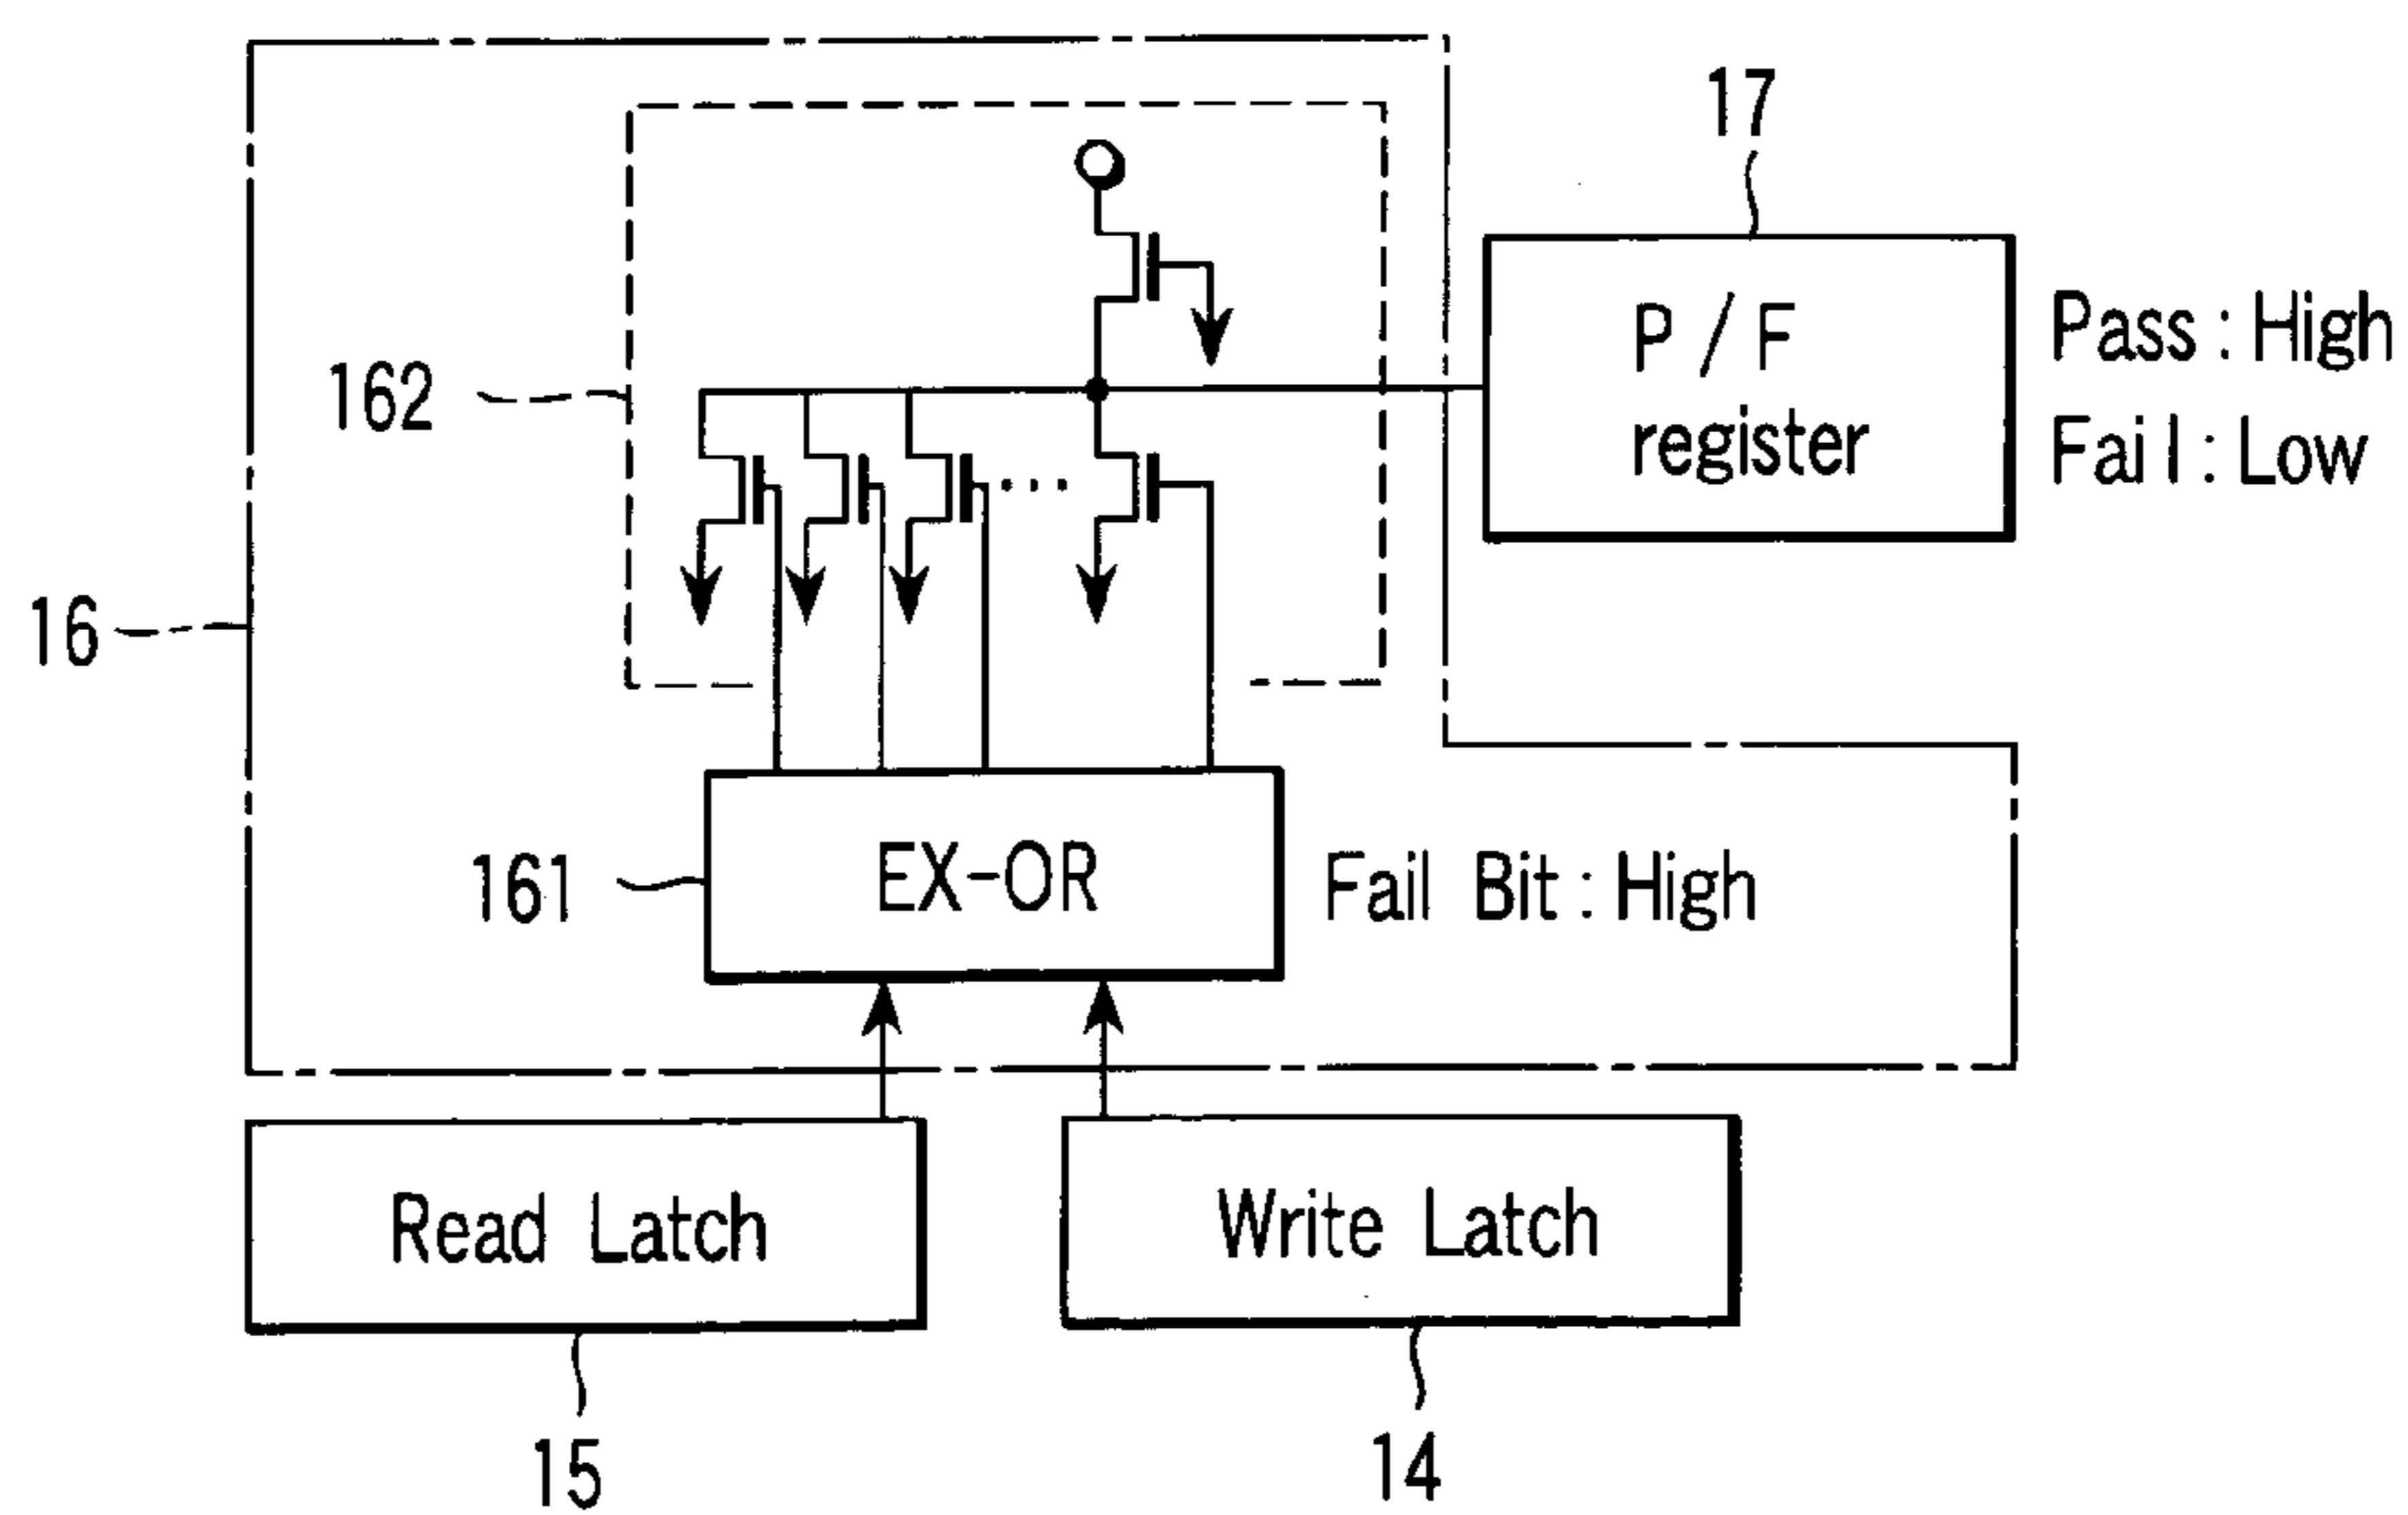 17
P / F
register
Pass : High
Fail : Low
162
16
161
EX-OR
Fail Bit : High
Read Latch
Write Latch
15
14